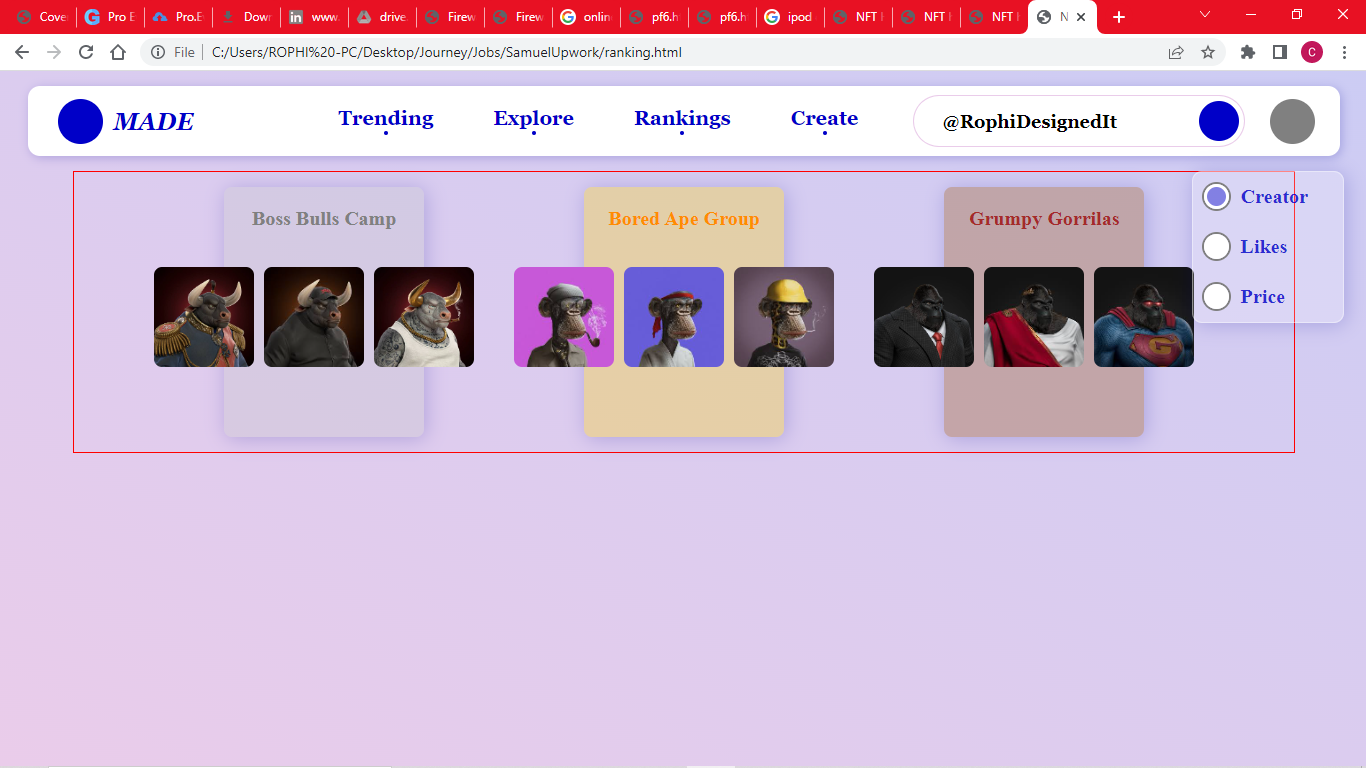 Cove
Pro E
Pro.E
Down
www.
drive
Firew
Firew
onlin
pf6.h
pf6.h
ipod
NFT
NFT
NFT
N
File
C:/Users/ROPHI%20-PC/Desktop/Journey/Jobs/SamuelUpwork/ranking.html
C
MADE
Trending
Explore
Rankings
Create
@RophiDesignedIt
Boss Bulls Camp
Bored Ape Group
Grumpy Gorrilas
Creator
Likes
Price